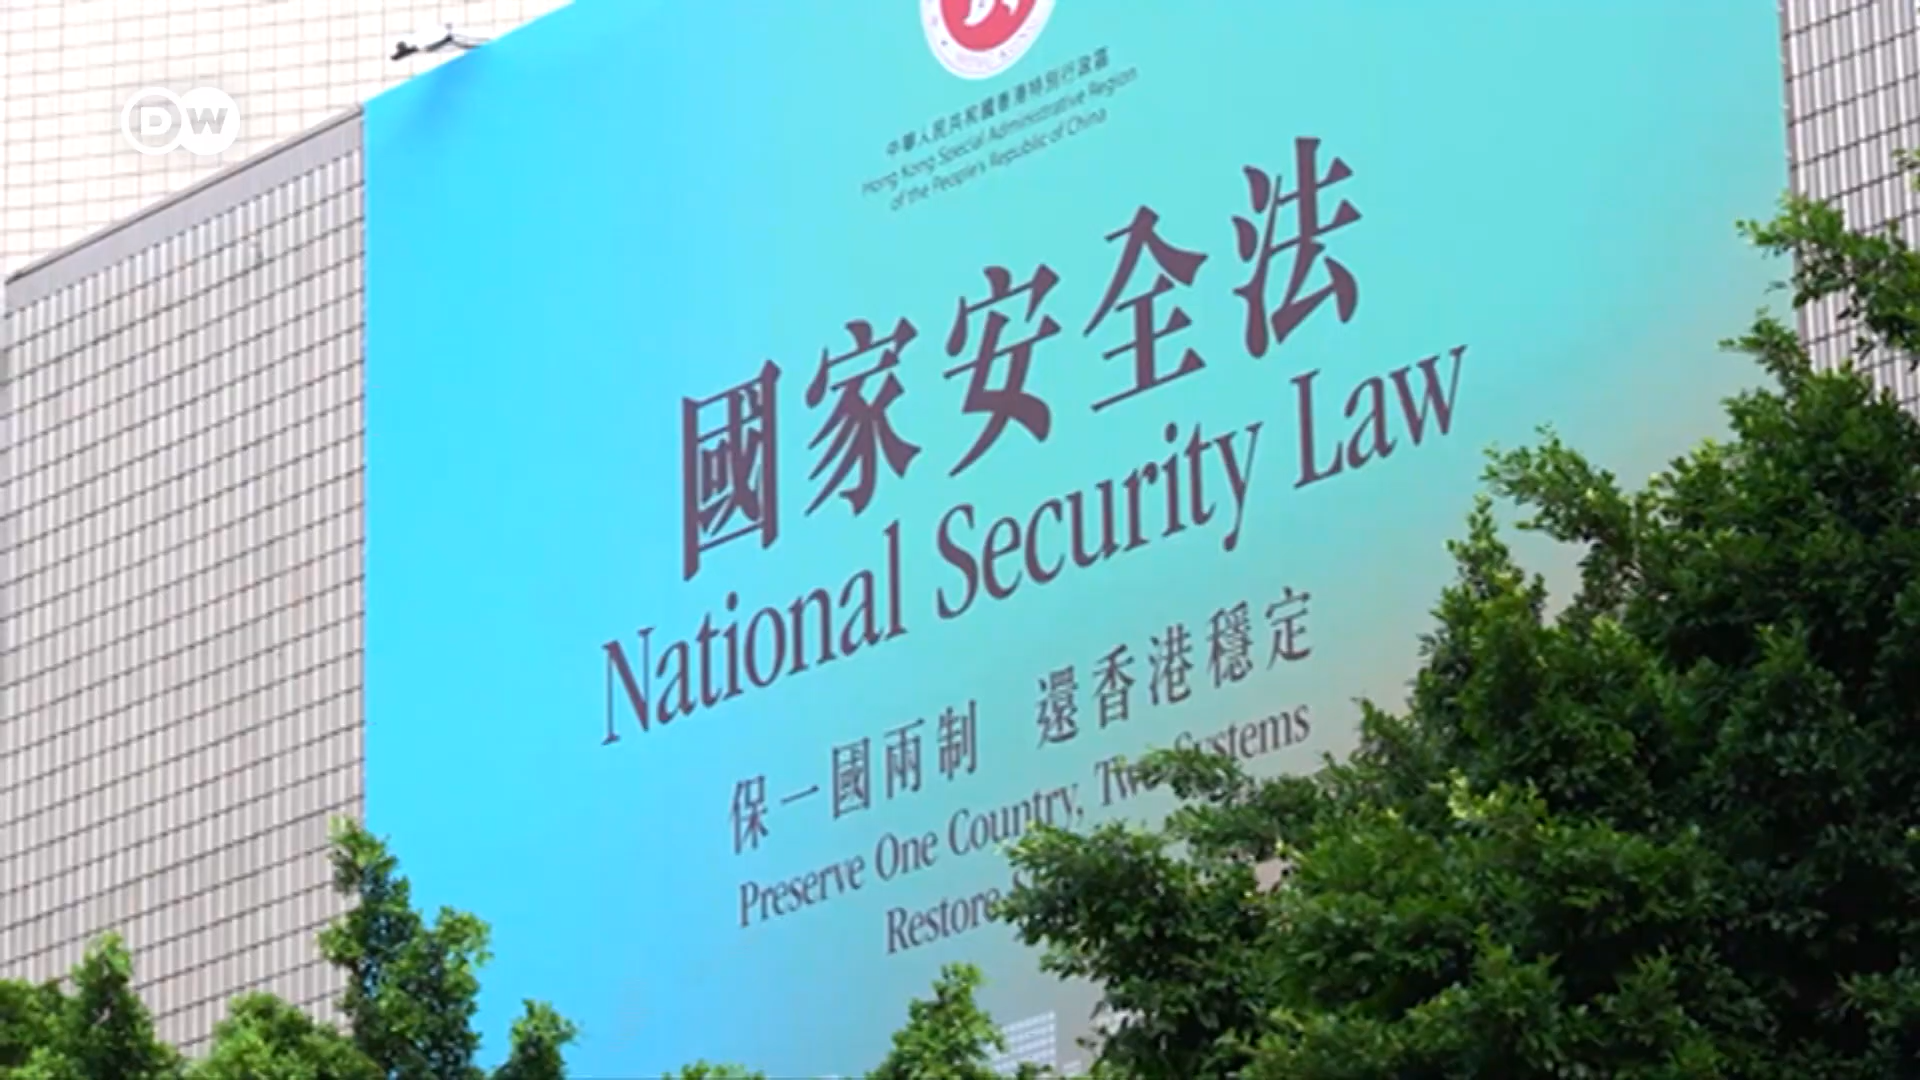 DW
中華人民共和國香港特別行政區
Hong Kong Special Administrative Region
of the People's Republic of China
國家安全法
National Security Law
保一國兩制 還香港穩定
Preserve One Country, Two Systems
Restore